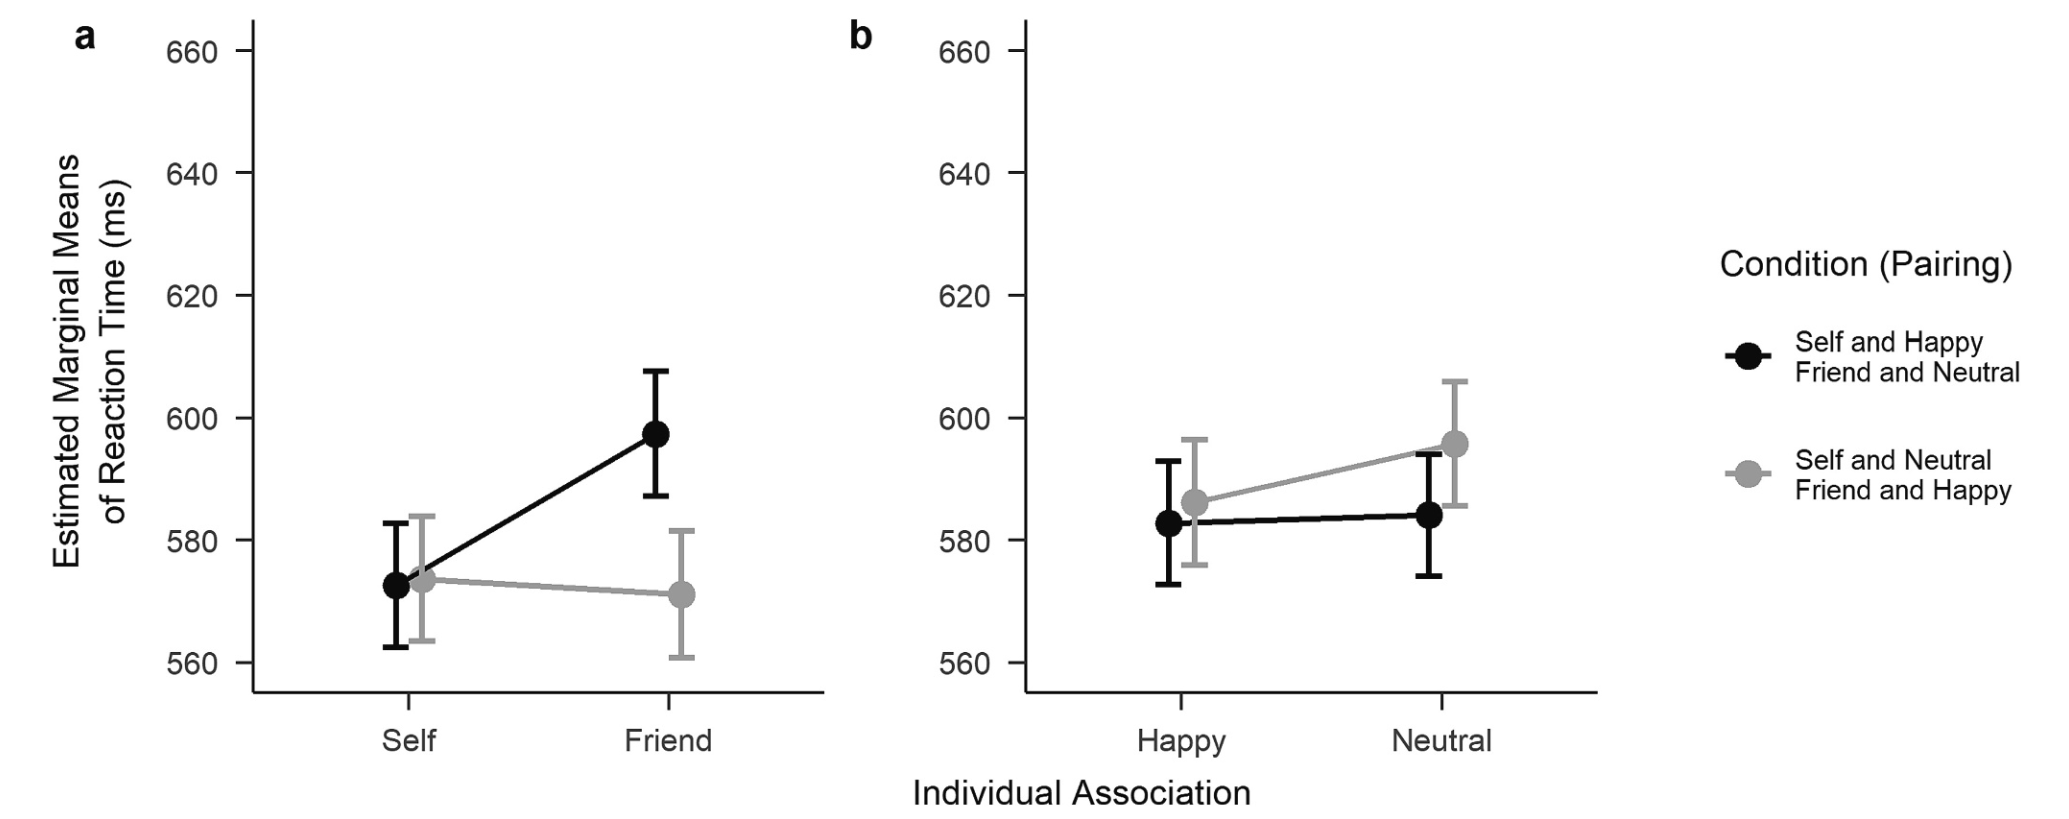 a
660
640
620
600
580
560
Estimated Marginal Means
of Reaction Time (ms)
Self
Friend
b
660
640
620
600
580
560
Happy
Neutral
Individual Association
Condition (Pairing)
Self and Happy
Friend and Neutral
Self and Neutral
Friend and Happy